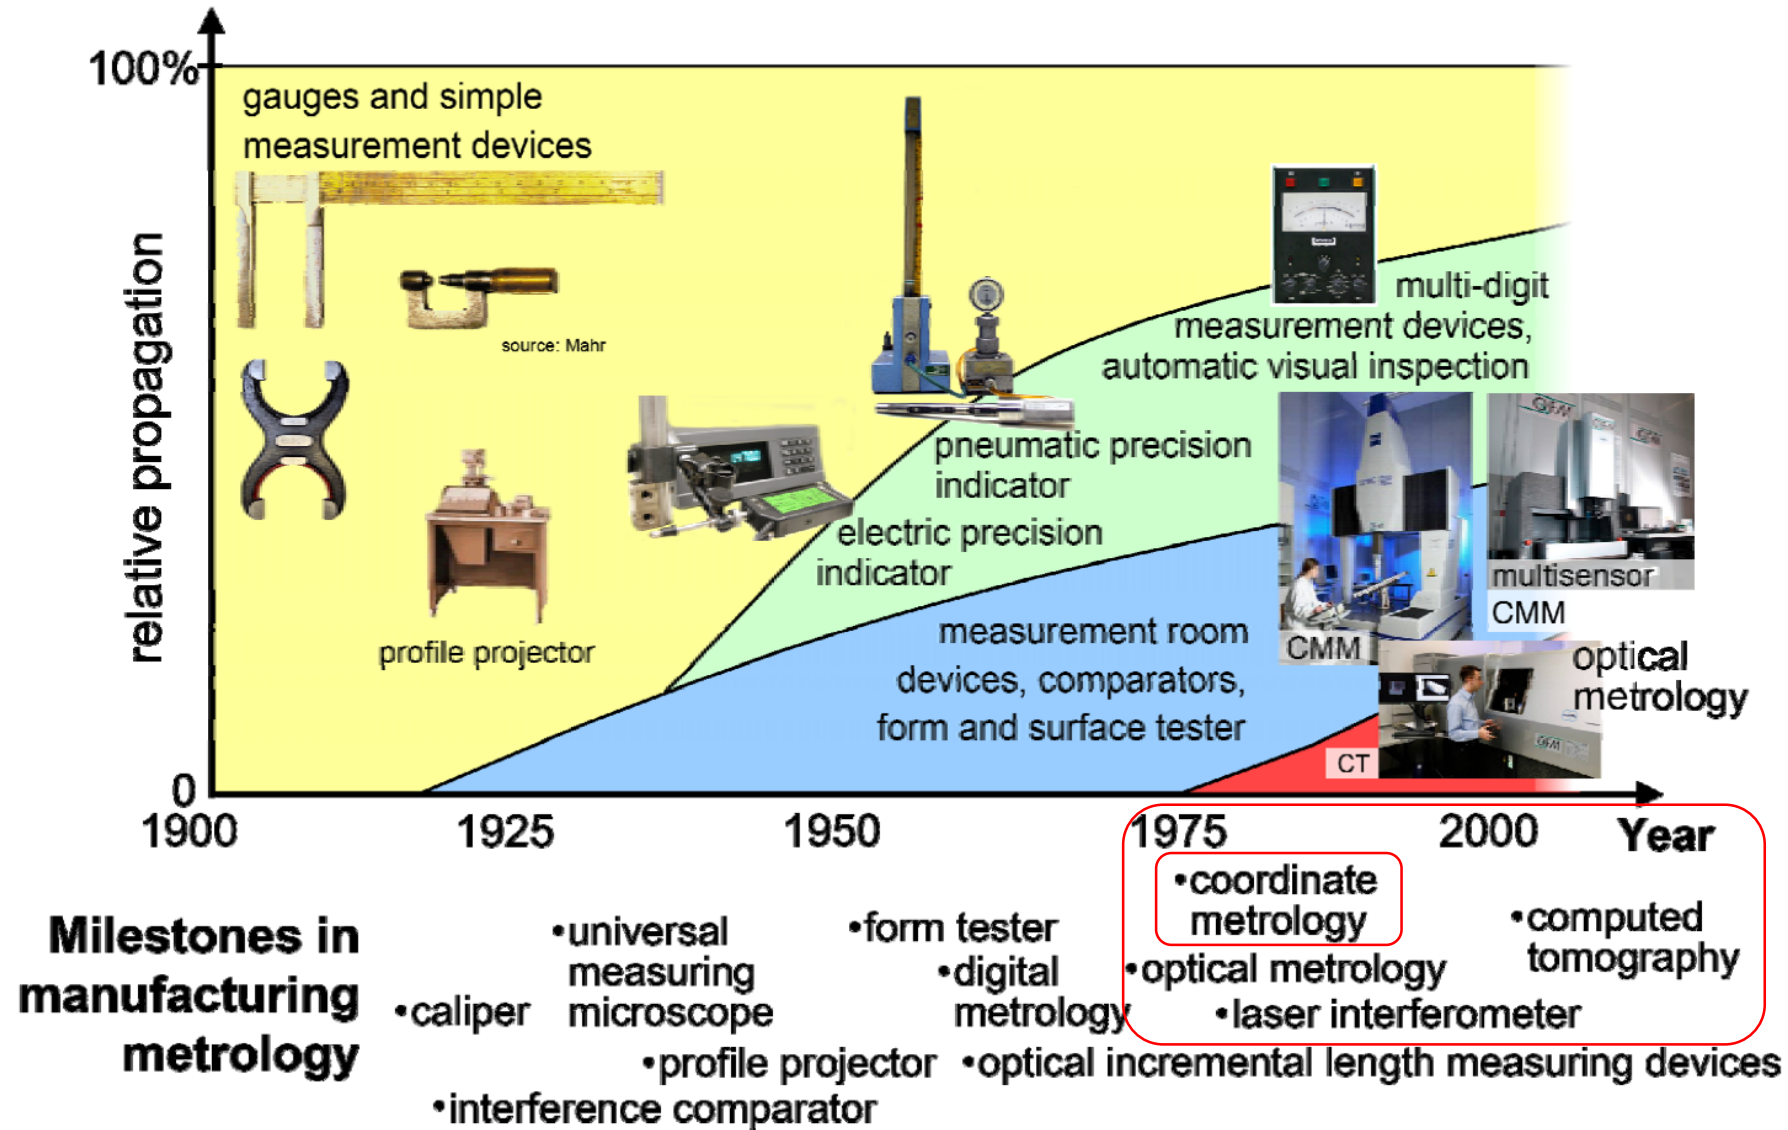 100%
gauges and simple
measurement devices
source: Mahr
profile projector
relative propagation
multi-digit
measurement devices,
automatic visual inspection
pneumatic precision
indicator
electric precision
indicator
measurement room
devices, comparators,
form and surface tester
CMM
multisensor
CMM
optical
metrology
CT
0
1900
1925
1950
1975
2000
Year
Milestones in
manufacturing
metrology
•caliper
•interference comparator
•universal
measuring
microscope
•profile projector
•form tester
•digital
metrology
•optical incremental length measuring devices
•coordinate
metrology
•optical metrology
•laser interferometer
•computed
tomography